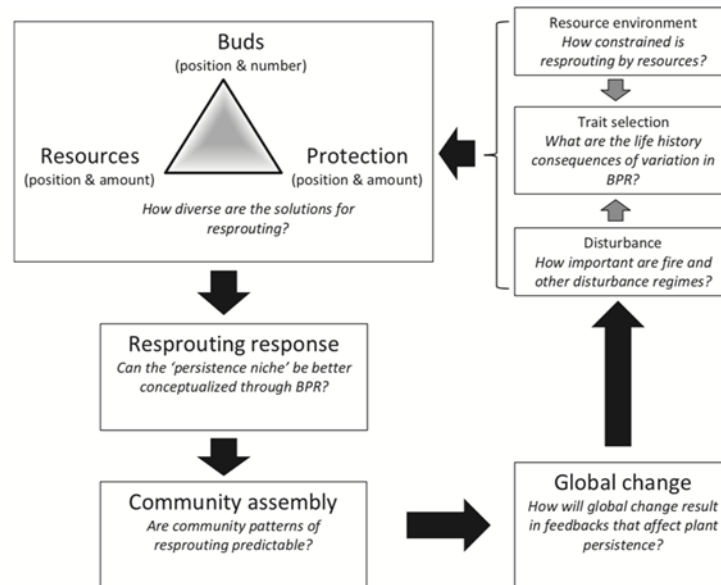 Buds
(position & number)
Resources
(position & amount)
Protection
(position & amount)
How diverse are the solutions for
resprouting?
Resource environment
How constrained is
resprouting by resources?
Trait selection
What are the life history
consequences of variation in
BPR?
Disturbance
How important are fire and
other disturbance regimes?
Resprouting response
Can the ‘persistence niche’ be better
conceptualized through BPR?
Community assembly
Are community patterns of
resprouting predictable?
Global change
How will global change result
in feedbacks that affect plant
persistence?